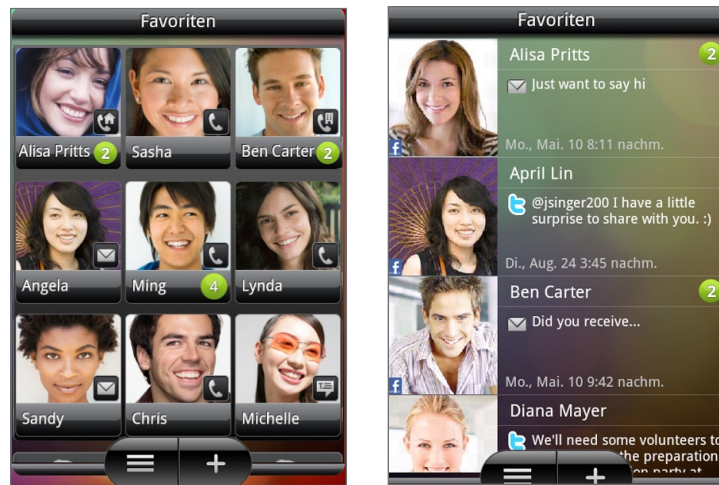 Favoriten
Alisa Pritts 2
Sasha
Ben Carter 2
Angela
Ming 4
Lynda
Sandy
Chris
Michelle
Favoriten
Alisa Pritts 2
Just want to say hi
Mo., Mai. 10 8:11 nachm.
April Lin
@jsinger200 I have a little
surprise to share with you. :)
Di., Aug. 24 3:45 nachm.
Ben Carter 2
Did you receive...
Mo., Mai. 10 9:42 nachm.
Diana Mayer
We'll need some volunteers to
the preparation
party at